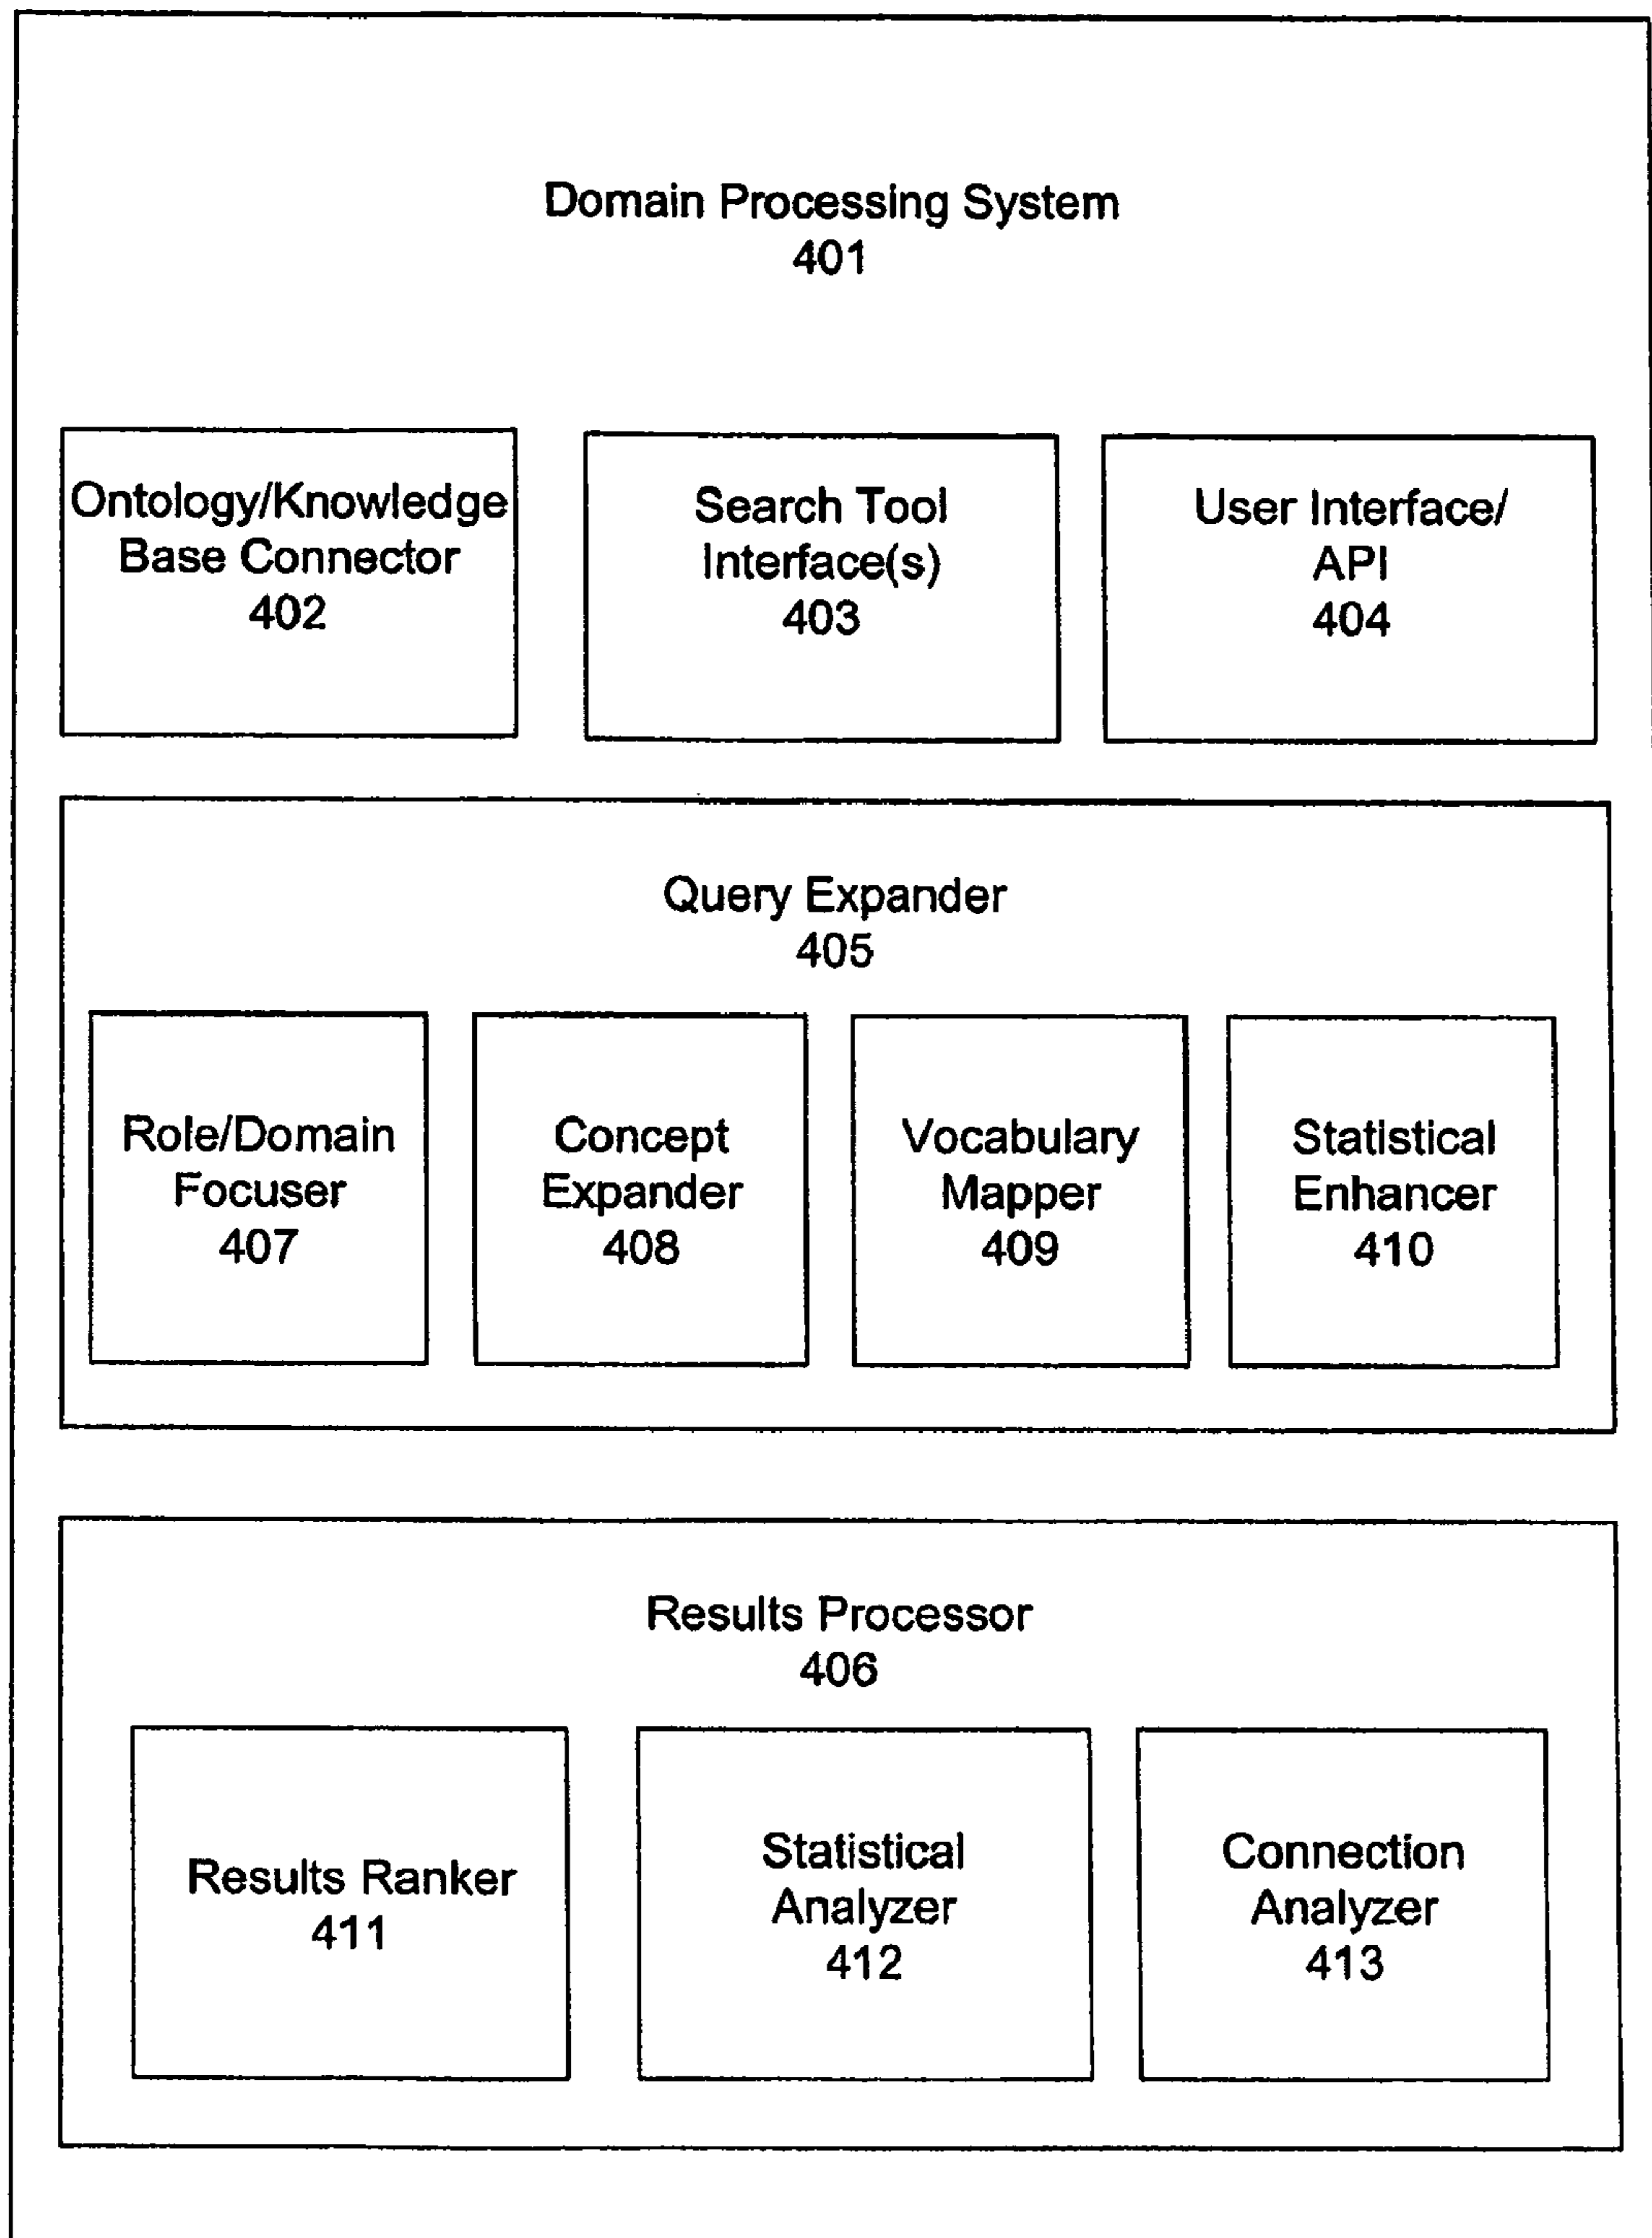 Domain Processing System
401
Ontology/Knowledge
Base Connector
402
Search Tool
Interface(s)
403
User Interface/
API
404
Query Expander
405
Role/Domain
Focuser
407
Concept
Expander
408
Vocabulary
Mapper
409
Statistical
Enhancer
410
Results Processor
406
Results Ranker
411
Statistical
Analyzer
412
Connection
Analyzer
413